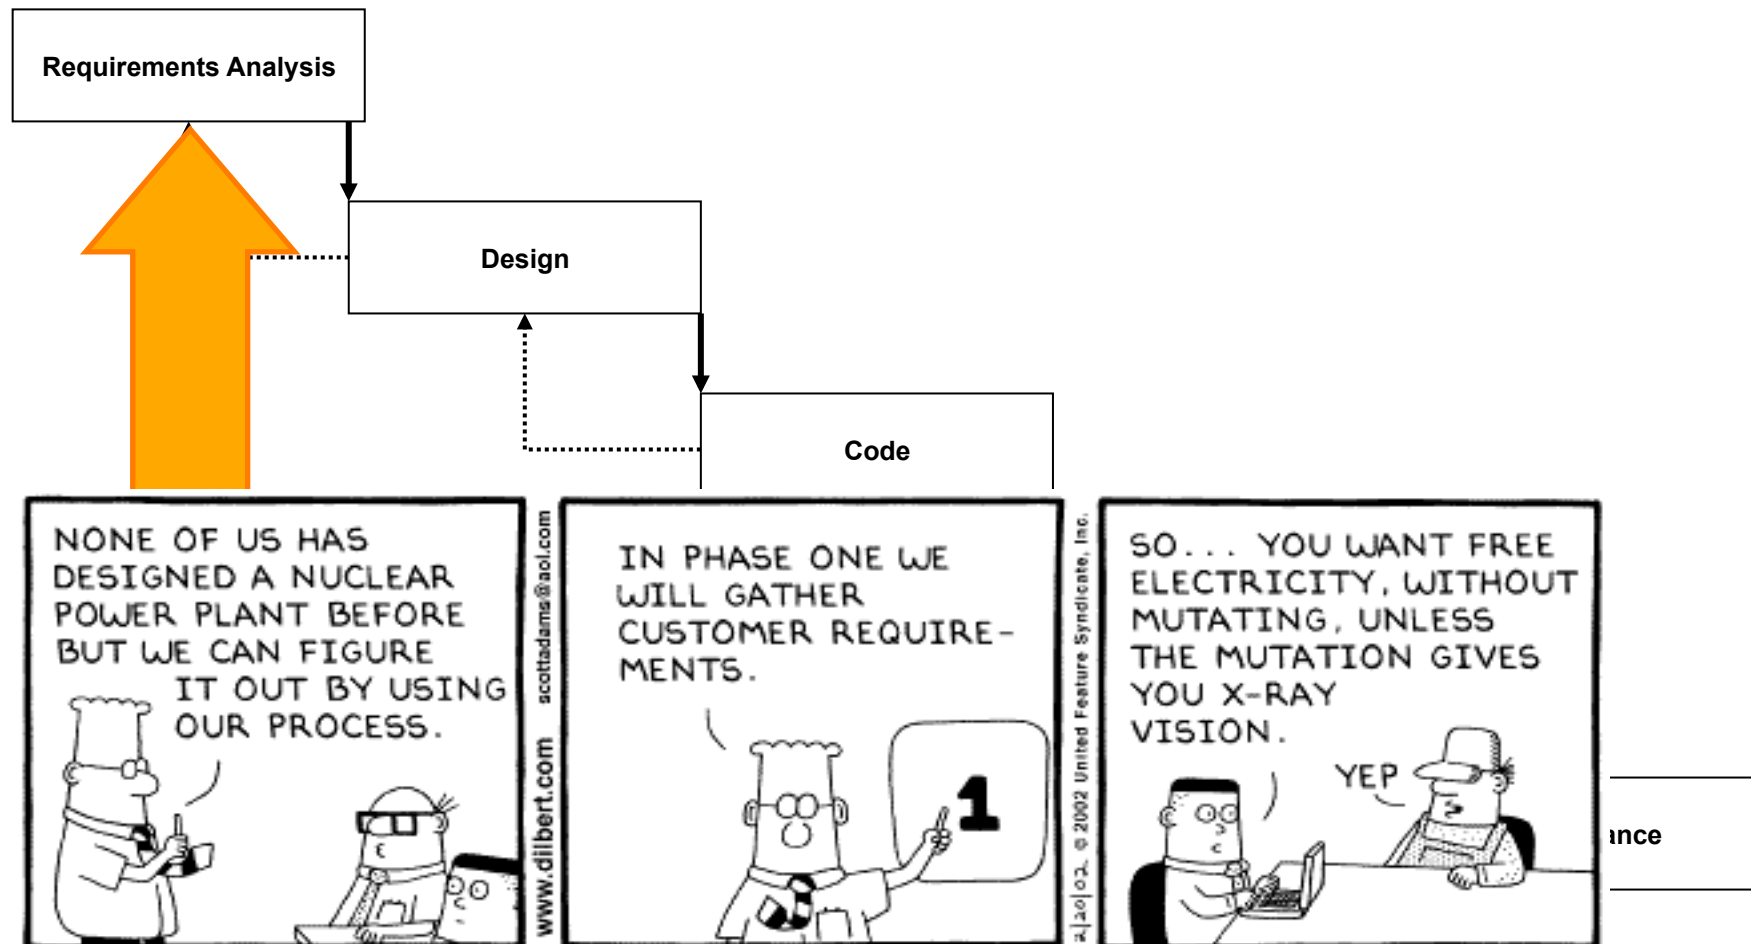 Requirements Analysis
Design
Code
NONE OF US HAS
DESIGNED A NUCLEAR
POWER PLANT BEFORE
BUT WE CAN FIGURE
IT OUT BY USING
OUR PROCESS.
www.dilbert.com scottadams@aol.com
IN PHASE ONE WE
WILL GATHER
CUSTOMER REQUIRE-
MENTS.
1
2/20/02 © 2002 United Feature Syndicate, Inc.
SO... YOU WANT FREE
ELECTRICITY, WITHOUT
MUTATING, UNLESS
THE MUTATION GIVES
YOU X-RAY
VISION.
YEP
ance